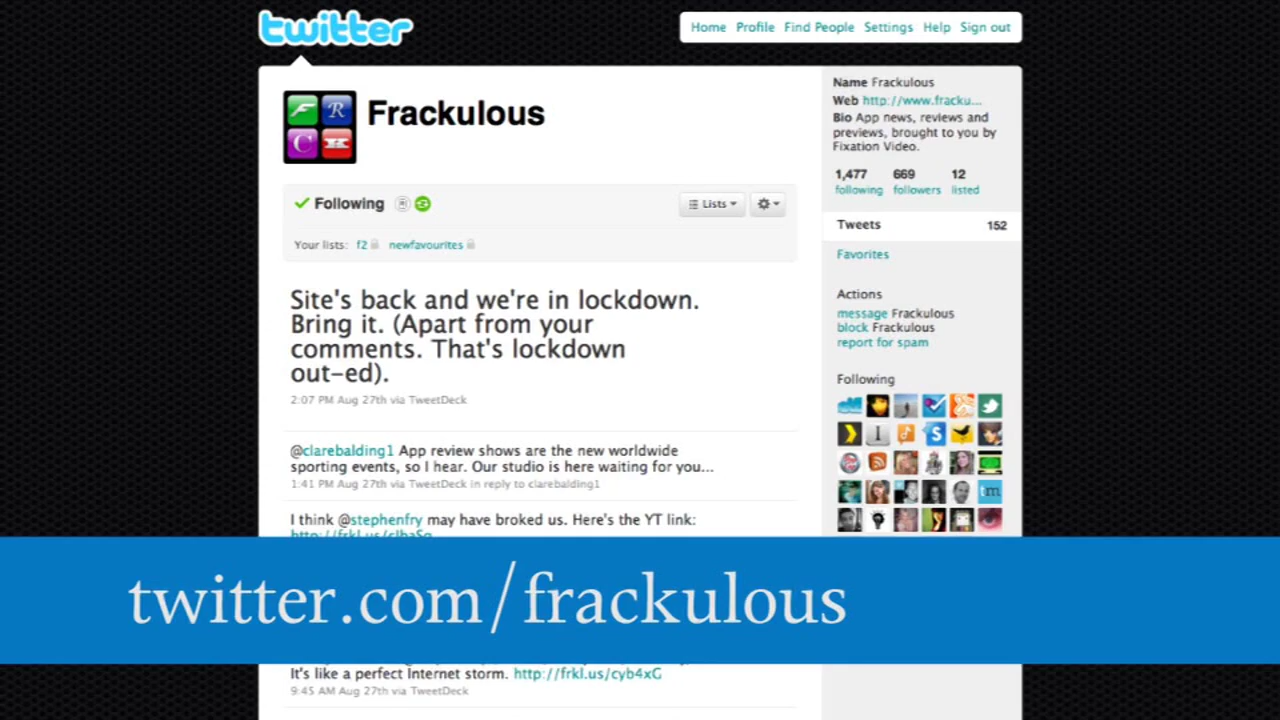 twitter
Home Profile Find People Settings Help Sign out
Frackulous
Name Frackulous
Web http://www.fracku...
Bio App news, reviews and
previews, brought to you by
Fixation Video.
1,477 669 12
following followers listed
Following
Lists
Your lists: f2 newfavourites
Tweets 152
Favorites
Site's back and we're in lockdown.
Bring it. (Apart from your
comments. That's lockdown
out-ed).
2:07 PM Aug 27th via TweetDeck
Actions
message Frackulous
block Frackulous
report for spam
Following
@clarebalding1 App review shows are the new worldwide
sporting events, so I hear. Our studio is here waiting for you...
1:41 PM Aug 27th via TweetDeck in reply to clarebalding1
I think @stephenfry may have broked us. Here's the YT link:
twitter.com/frackulous
It's like a perfect Internet storm. http://frkl.us/cyb4xG
9:45 AM Aug 27th via TweetDeck